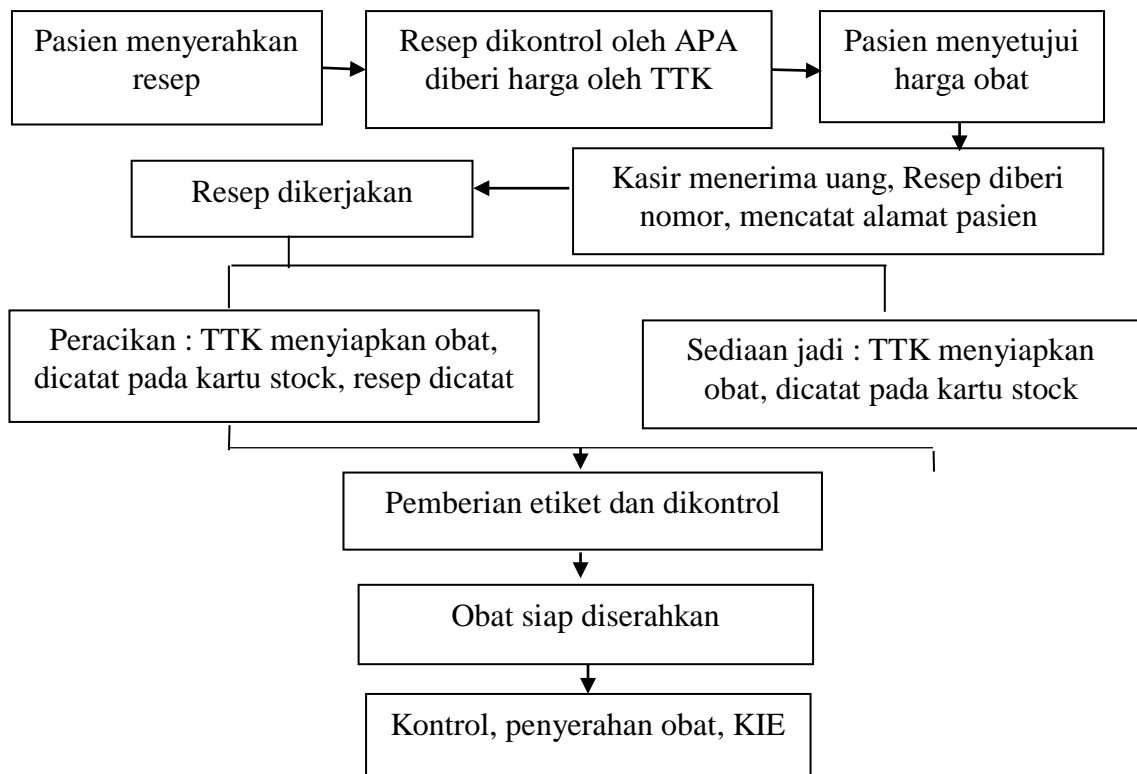 Pasien menyerahkan
resep
Resep dikontrol oleh APA
diberi harga oleh TTK
Pasien menyetujui
harga obat
Kasir menerima uang, Resep diberi
nomor, mencatat alamat pasien
Resep dikerjakan
Peracikan : TTK menyiapkan obat,
dicatat pada kartu stock, resep dicatat
Sediaan jadi : TTK menyiapkan
obat, dicatat pada kartu stock
Pemberian etiket dan dikontrol
Obat siap diserahkan
Kontrol, penyerahan obat, KIE